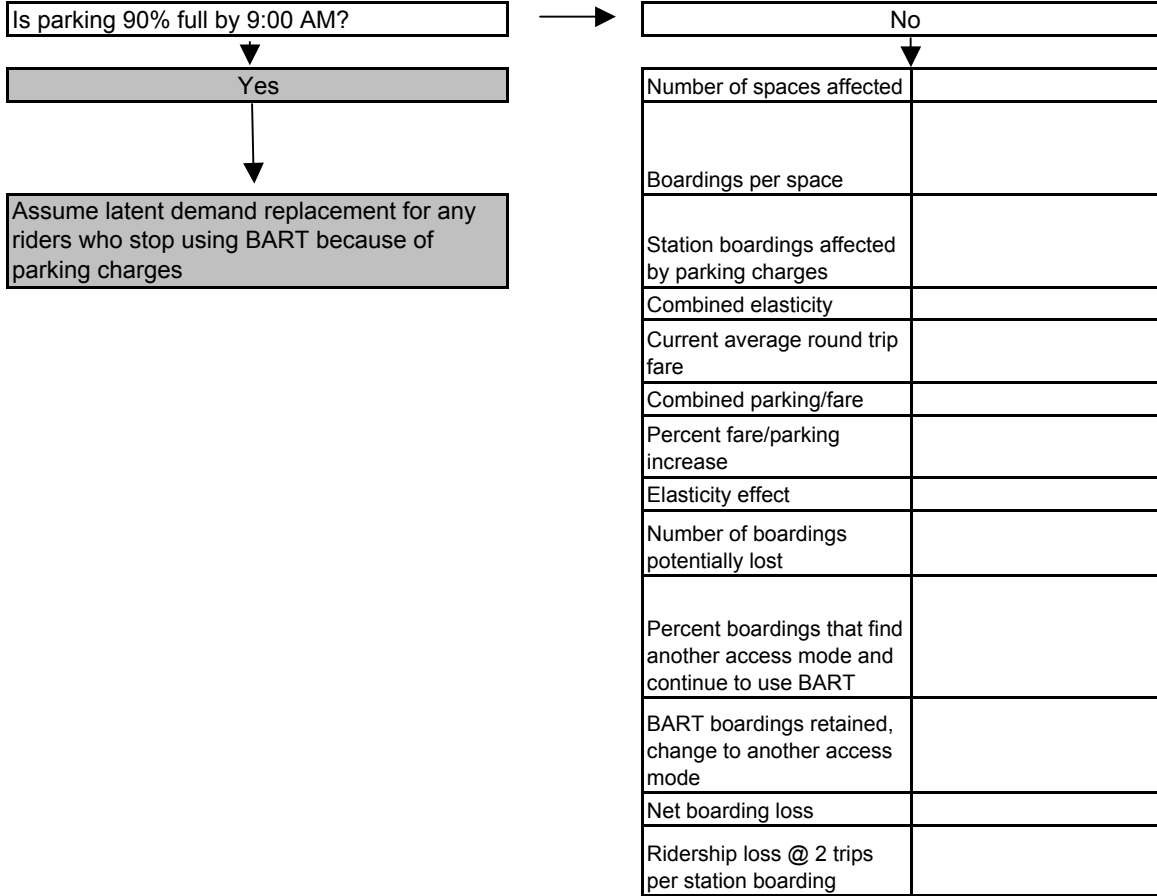 Is parking 90% full by 9:00 AM?
No
Yes
Assume latent demand replacement for any
riders who stop using BART because of
parking charges
Number of spaces affected
Boardings per space
Station boardings affected
by parking charges
Combined elasticity
Current average round trip
fare
Combined parking/fare
Percent fare/parking
increase
Elasticity effect
Number of boardings
potentially lost
Percent boardings that find
another access mode and
continue to use BART
BART boardings retained,
change to another access
mode
Net boarding loss
Ridership loss @ 2 trips
per station boarding